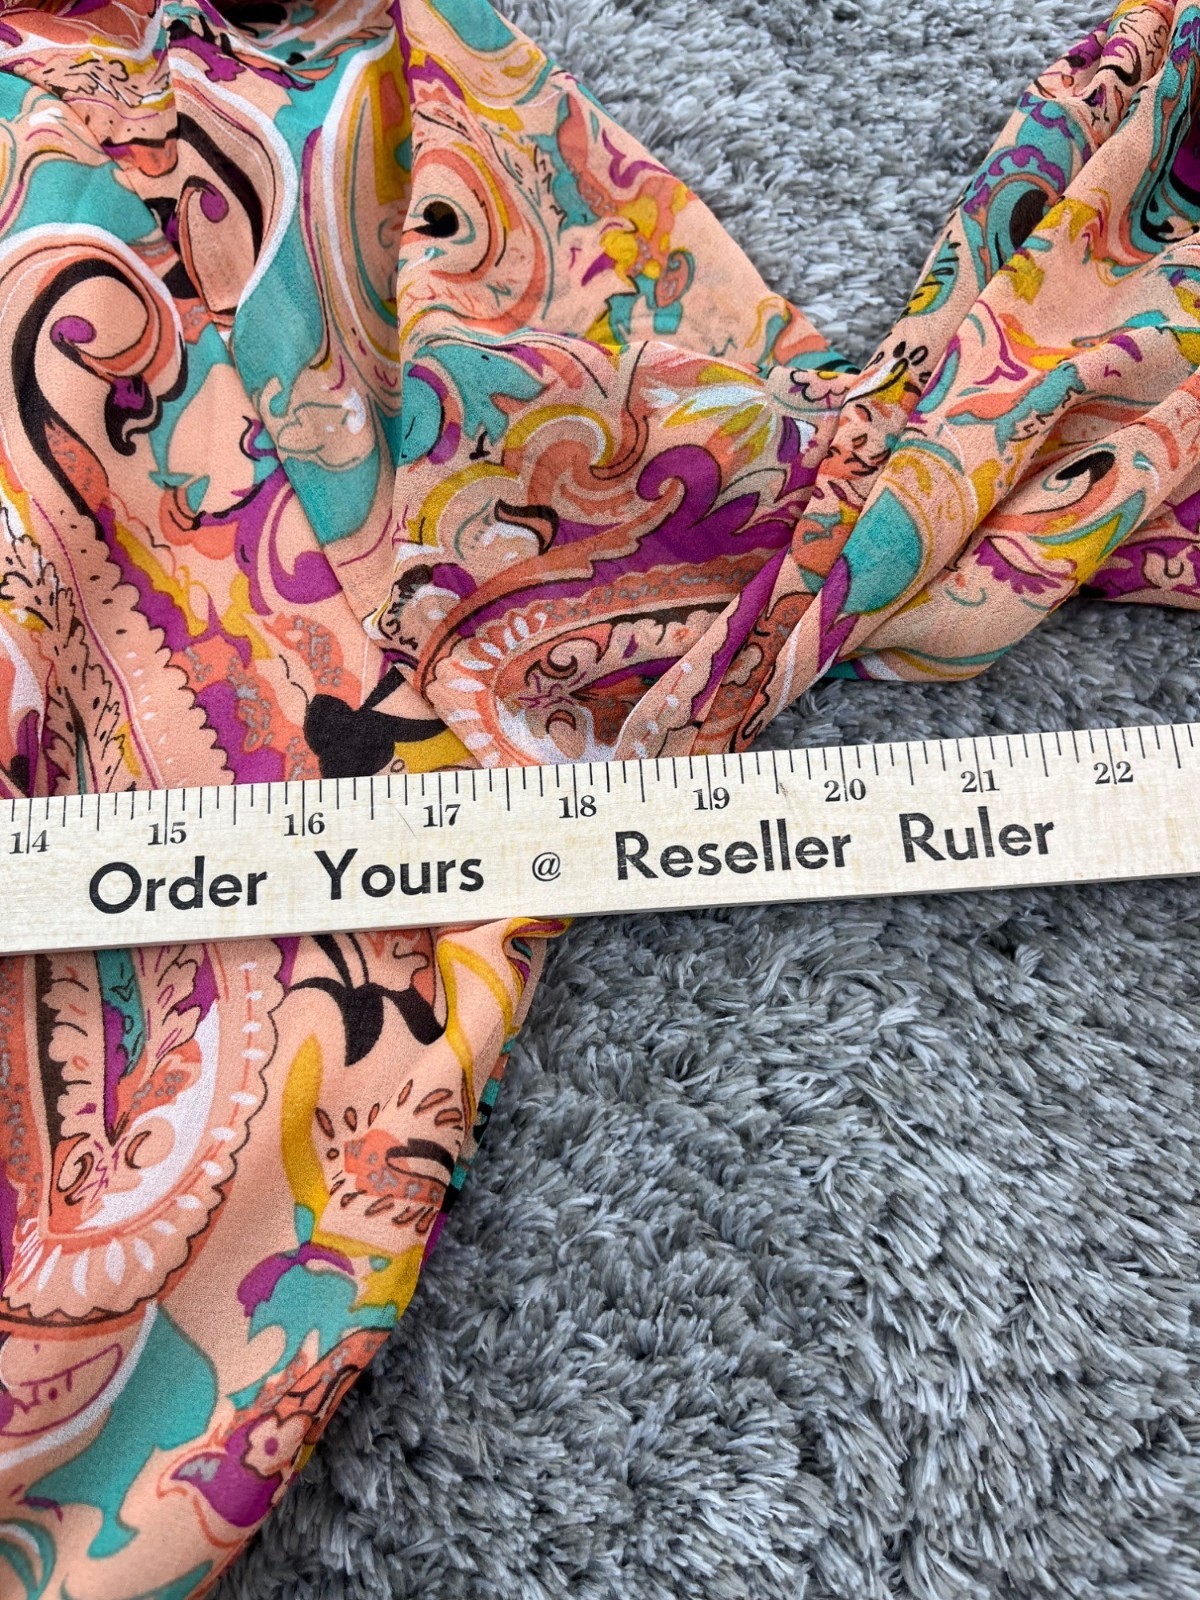 14 15 16 17 18 19 20 21 22
Order Yours @ Reseller Ruler